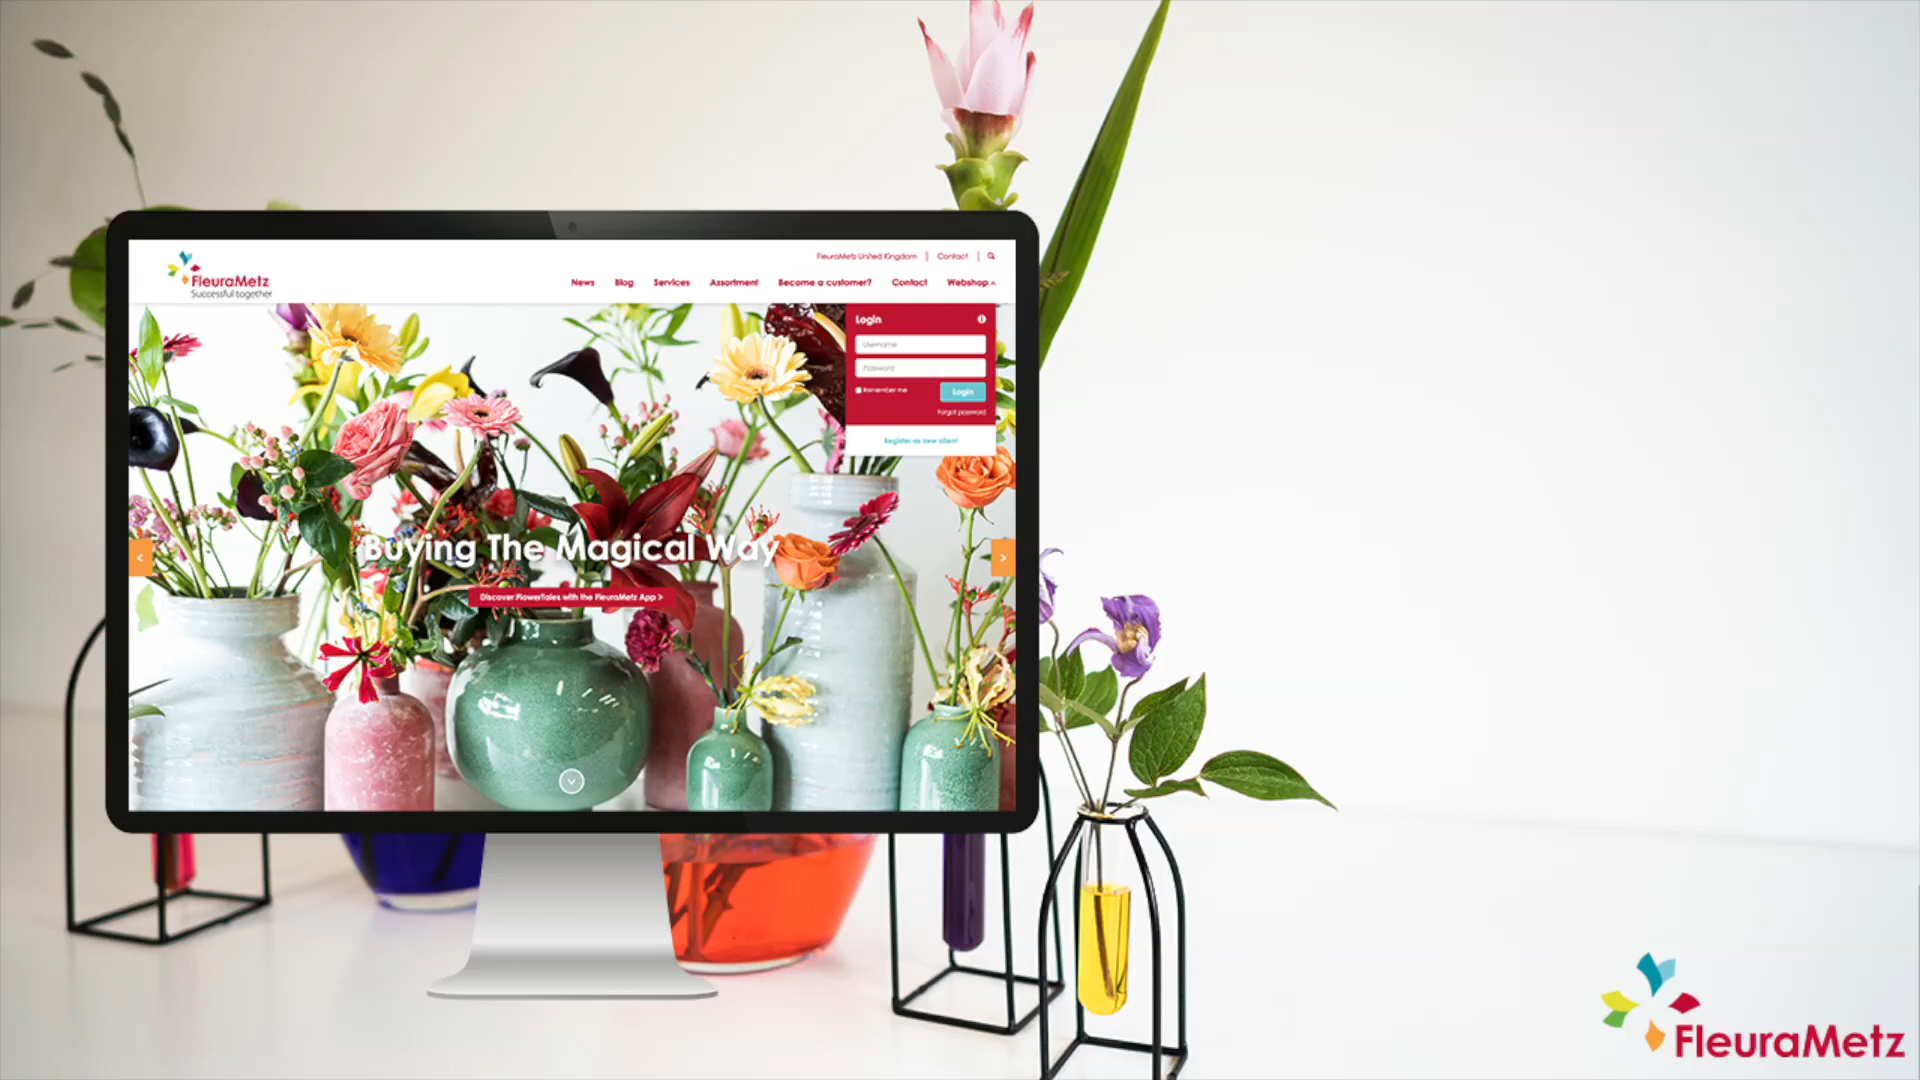 FleuraMetz
Successful together
FleuraMetz United Kingdom
Contact
News
Blog
Services
Assortment
Become a customer?
Contact
Webshop
Login
Username
Password
Remember me
Login
Forgot password
Register as new client
Buying The Magical Way
Discover FlowerTales with the FleuraMetz App >
FleuraMetz